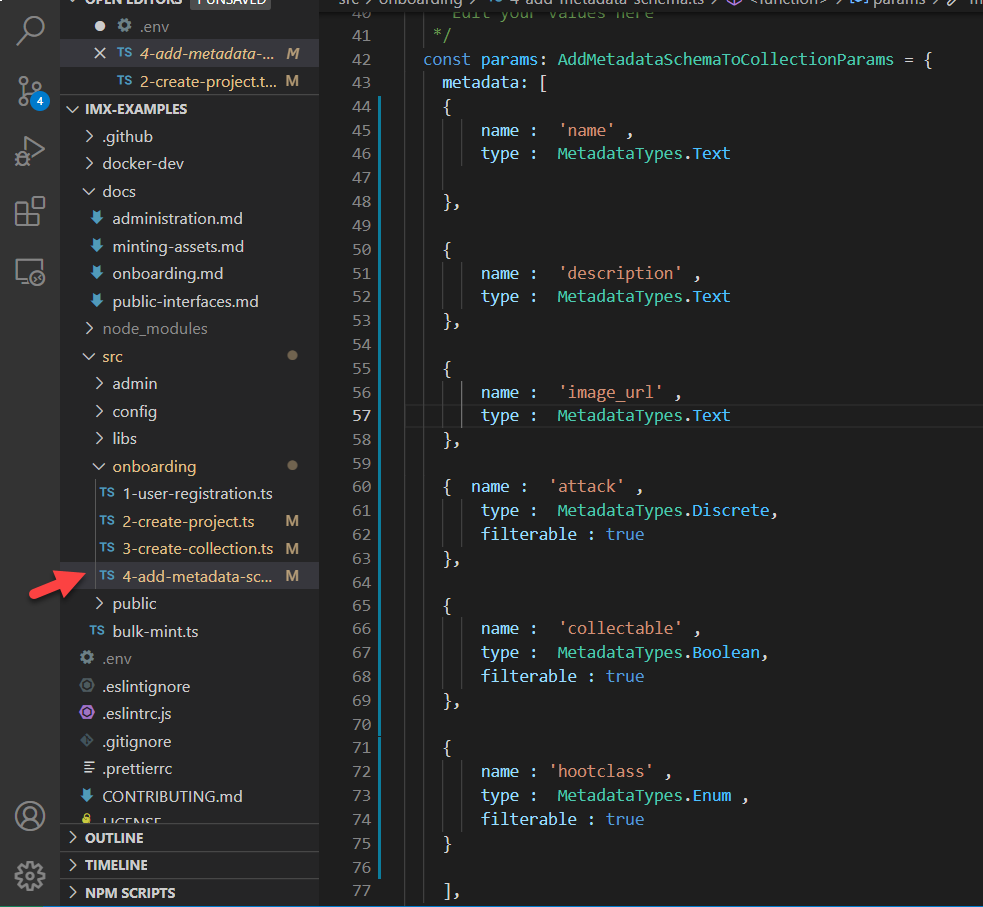 OPEN EDITORS 1 UNSAVED
.env
TS 4-add-metadata-... M
TS 2-create-project.t... M
IMX-EXAMPLES
.github
docker-dev
docs
administration.md
minting-assets.md
onboarding.md
public-interfaces.md
node_modules
src
admin
config
libs
onboarding
TS 1-user-registration.ts
TS 2-create-project.ts M
TS 3-create-collection.ts M
TS 4-add-metadata-sc... M
public
TS bulk-mint.ts
.env
.eslintignore
.eslintrc.js
.gitignore
.prettierrc
CONTRIBUTING.md
LICENSE
OUTLINE
TIMELINE
NPM SCRIPTS
4
src > onboarding > TS 4-add-metadata-schema.ts > <function> > params >
40 Edit your values here
41 */
42 const params: AddMetadataSchemaToCollectionParams = {
43 metadata: [
44 {
45 name : 'name' ,
46 type : MetadataTypes.Text
47
48 },
49
50 {
51 name : 'description' ,
52 type : MetadataTypes.Text
53 },
54
55 {
56 name : 'image_url' ,
57 type : MetadataTypes.Text
58 },
59
60 { name : 'attack' ,
61 type : MetadataTypes.Discrete,
62 filterable : true
63 },
64
65 {
66 name : 'collectable' ,
67 type : MetadataTypes.Boolean,
68 filterable : true
69 },
70
71 {
72 name : 'hootclass' ,
73 type : MetadataTypes.Enum ,
74 filterable : true
75 }
76
77 ],